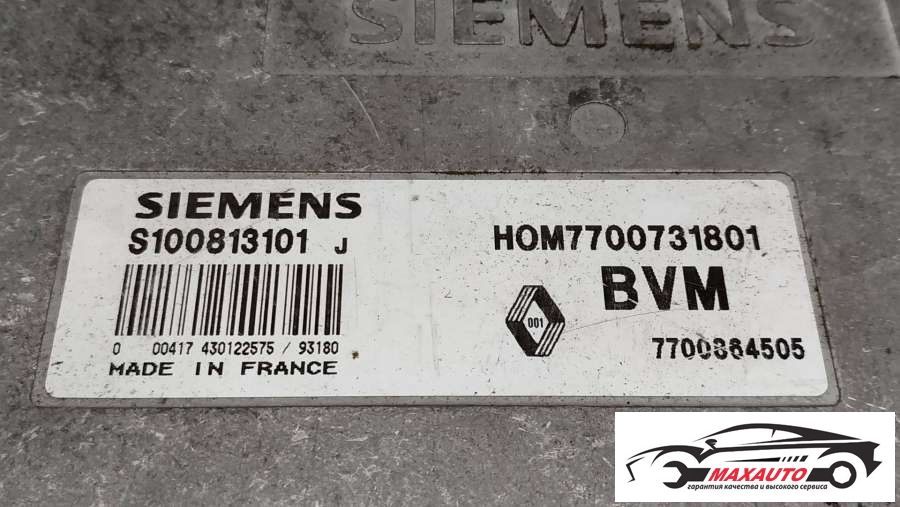 SIEMENS
SIEMENS
S100813101 J
0 00417 430122575 / 93180
MADE IN FRANCE
HOM7700731801
BVM
001
7700864505
MAXAUTO
гарантия качества и высокого сервиса